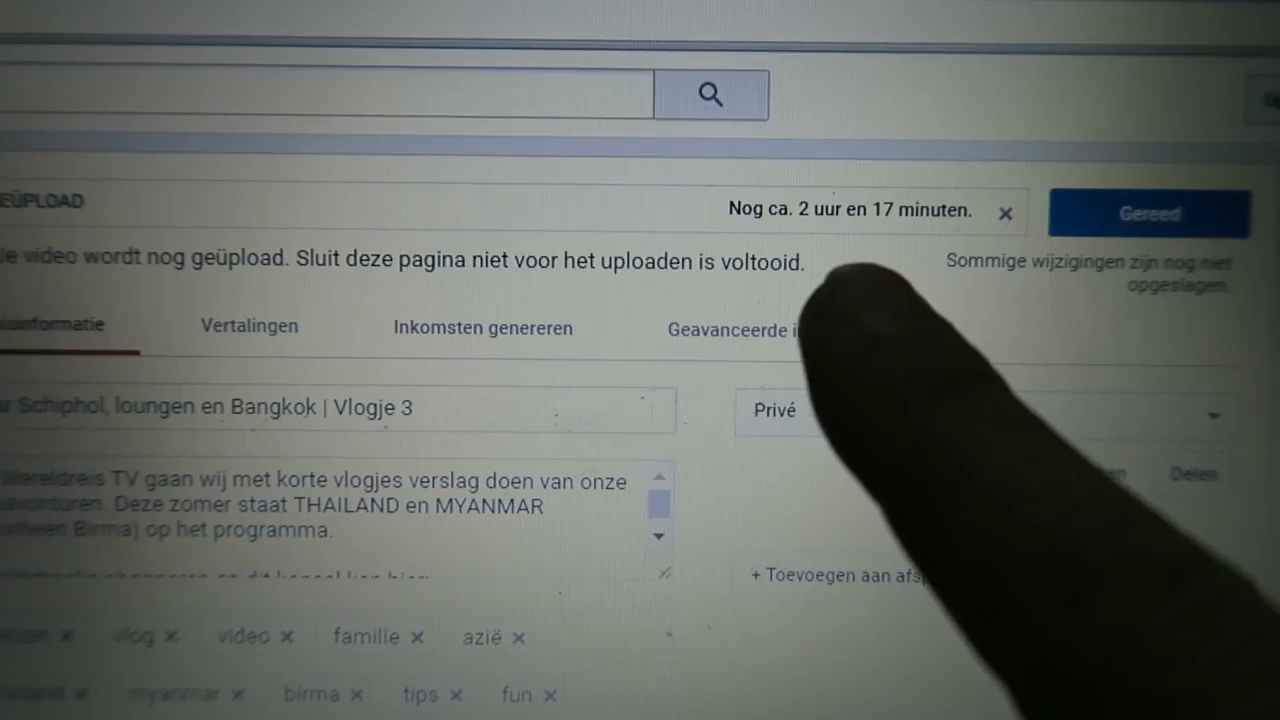 EÜPLOAD
Nog ca. 2 uur en 17 minuten.
Gereed
Je video wordt nog geüpload. Sluit deze pagina niet voor het uploaden is voltooid.
Sommige wijzigingen zijn nog niet
opgeslagen.
Vertalingen
Inkomsten genereren
Geavanceerde i
Schiphol, loungen en Bangkok | Vlogje 3
Privé
Wereldreis TV gaan wij met korte vlogjes verslag doen van onze
avonturen. Deze zomer staat THAILAND en MYANMAR
Birma) op het programma.
Delen
+ Toevoegen aan afs
vlog × video × familie × azië ×
myanmar × birma × tips × fun ×